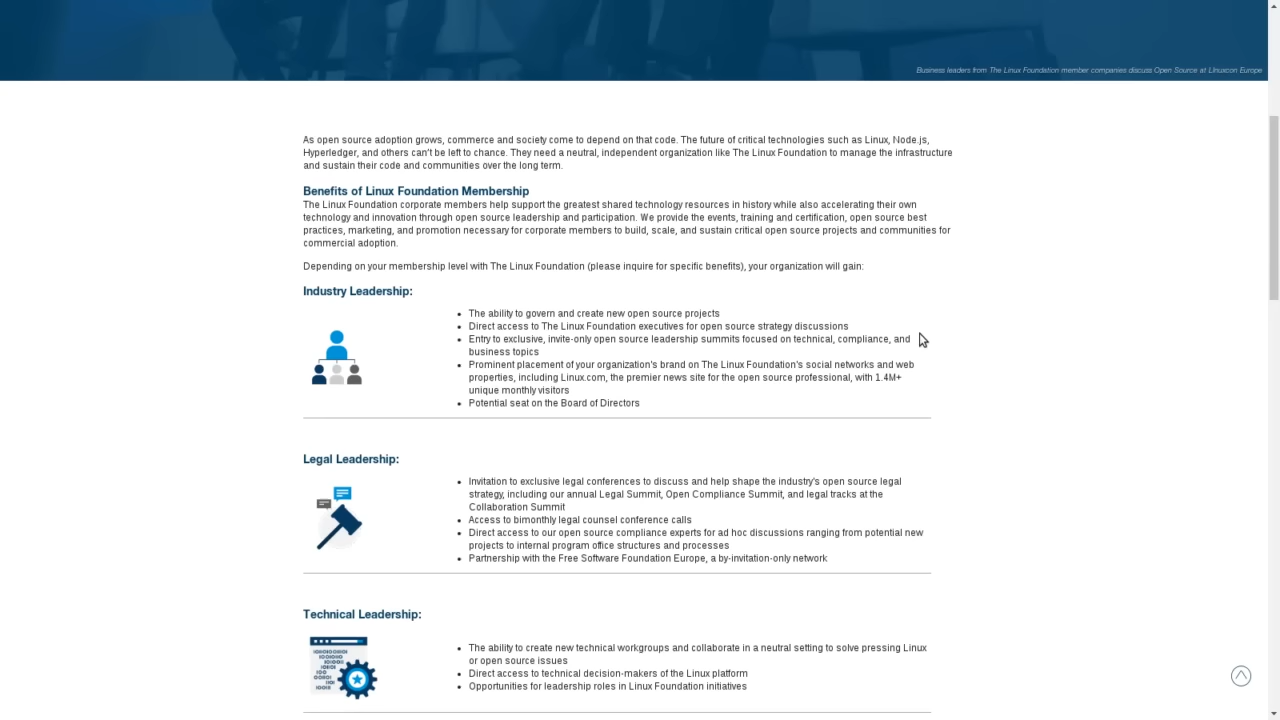 Business leaders from The Linux Foundation member companies discuss Open Source at LInuxcon Europe
As open source adoption grows, commerce and society come to depend on that code. The future of critical technologies such as Linux, Node.js,
Hyperledger, and others can't be left to chance. They need a neutral, independent organization like The Linux Foundation to manage the infrastructure
and sustain their code and communities over the long term.
Benefits of Linux Foundation Membership
The Linux Foundation corporate members help support the greatest shared technology resources in history while also accelerating their own
technology and innovation through open source leadership and participation. We provide the events, training and certification, open source best
practices, marketing, and promotion necessary for corporate members to build, scale, and sustain critical open source projects and communities for
commercial adoption.
Depending on your membership level with The Linux Foundation (please inquire for specific benefits), your organization will gain:
Industry Leadership:
• The ability to govern and create new open source projects
• Direct access to The Linux Foundation executives for open source strategy discussions
• Entry to exclusive, invite-only open source leadership summits focused on technical, compliance, and
business topics
• Prominent placement of your organization's brand on The Linux Foundation's social networks and web
properties, including Linux.com, the premier news site for the open source professional, with 1.4M+
unique monthly visitors
• Potential seat on the Board of Directors
Legal Leadership:
• Invitation to exclusive legal conferences to discuss and help shape the industry's open source legal
strategy, including our annual Legal Summit, Open Compliance Summit, and legal tracks at the
Collaboration Summit
• Access to bimonthly legal counsel conference calls
• Direct access to our open source compliance experts for ad hoc discussions ranging from potential new
projects to internal program office structures and processes
• Partnership with the Free Software Foundation Europe, a by-invitation-only network
Technical Leadership:
• The ability to create new technical workgroups and collaborate in a neutral setting to solve pressing Linux
or open source issues
• Direct access to technical decision-makers of the Linux platform
• Opportunities for leadership roles in Linux Foundation initiatives